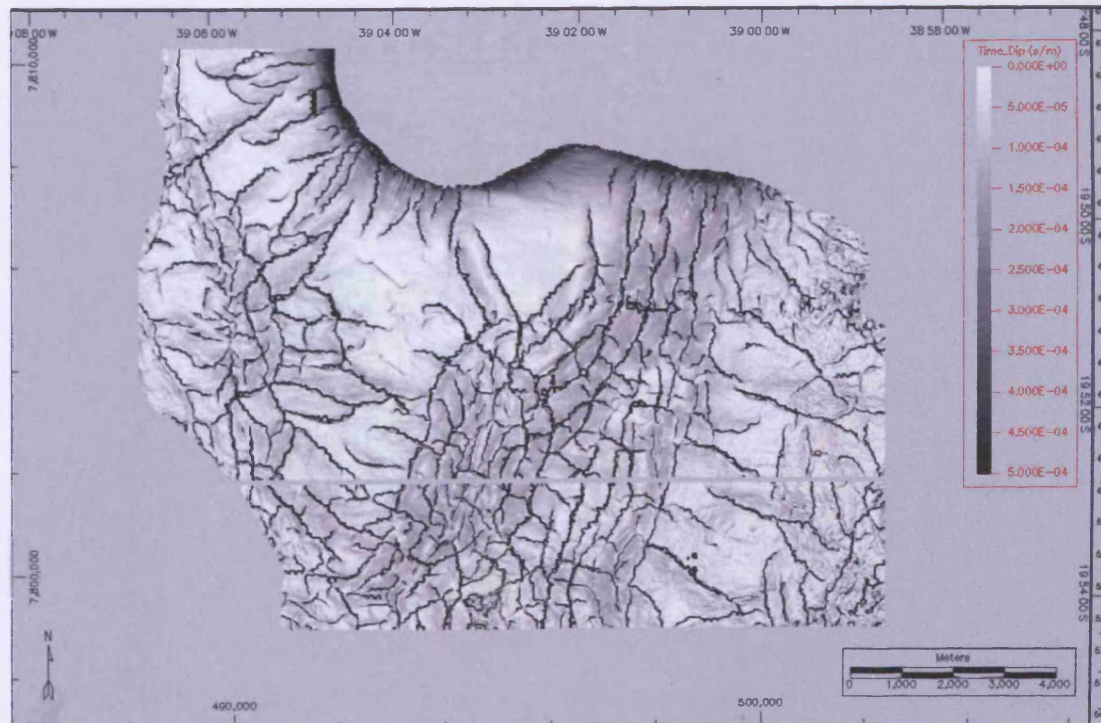 :08 00 W 39 06 00 W 39 04 00 W 39 02 00 W 39 00 00 W 38 58 00 W
7,810,000
Time_Dip (s/m)
0.000E+00
5.000E-05
1.000E-04
1.500E-04
2.000E-04
2.500E-04
3.000E-04
3.500E-04
4.000E-04
4.500E-04
5.000E-04
19 50 00 S
19 52 00 S
19 54 00 S
7,800,000
N
Meters
0 1,000 2,000 3,000 4,000
490,000 500,000